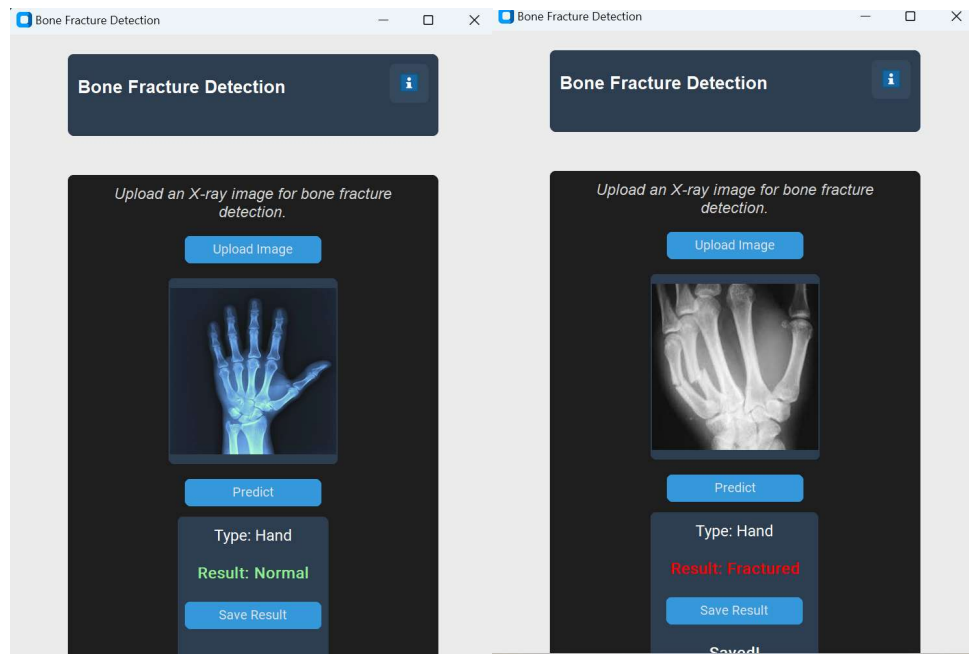 Bone Fracture Detection
Bone Fracture Detection
Upload an X-ray image for bone fracture
detection.
Upload Image
Predict
Type: Hand
Result: Normal
Save Result
Bone Fracture Detection
Bone Fracture Detection
Upload an X-ray image for bone fracture
detection.
Upload Image
Predict
Type: Hand
Result: Fractured
Save Result
Saved!